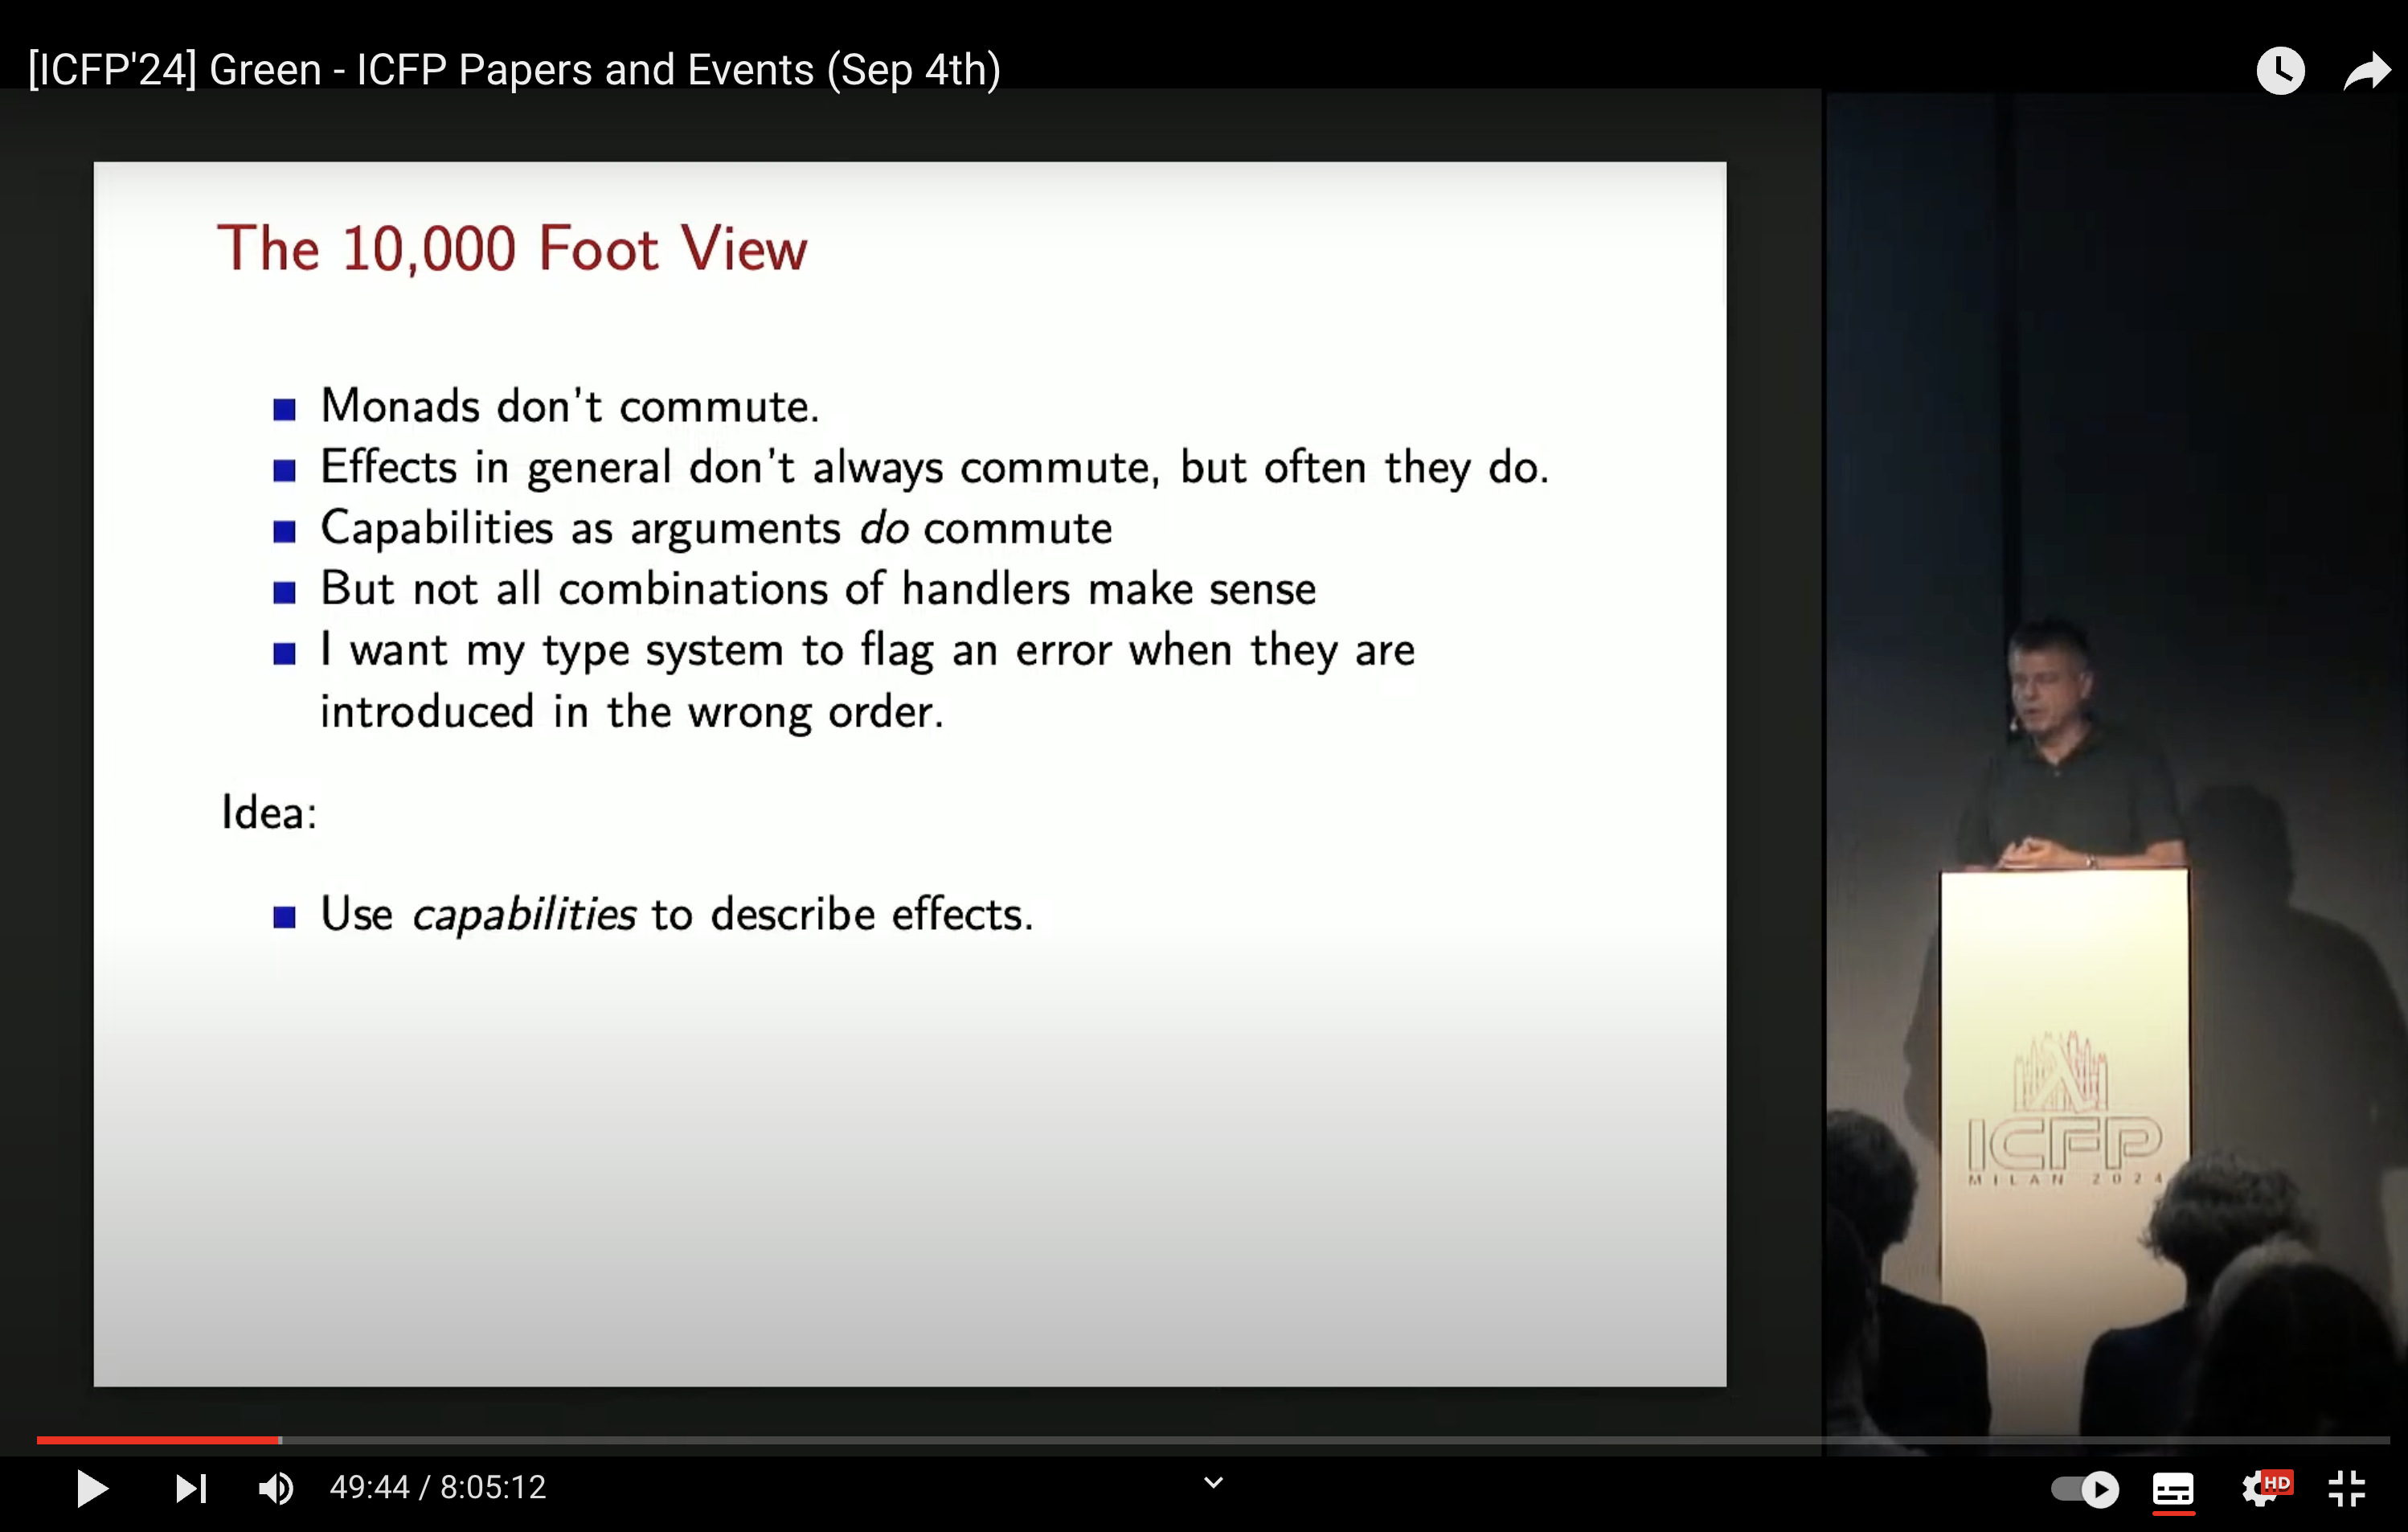 [ICFP'24] Green - ICFP Papers and Events (Sep 4th)
The 10,000 Foot View
Monads don't commute.
Effects in general don't always commute, but often they do.
Capabilities as arguments do commute
But not all combinations of handlers make sense
I want my type system to flag an error when they are
introduced in the wrong order.
Idea:
Use capabilities to describe effects.
ICFP
MILAN 2024
49:44 / 8:05:12
HD